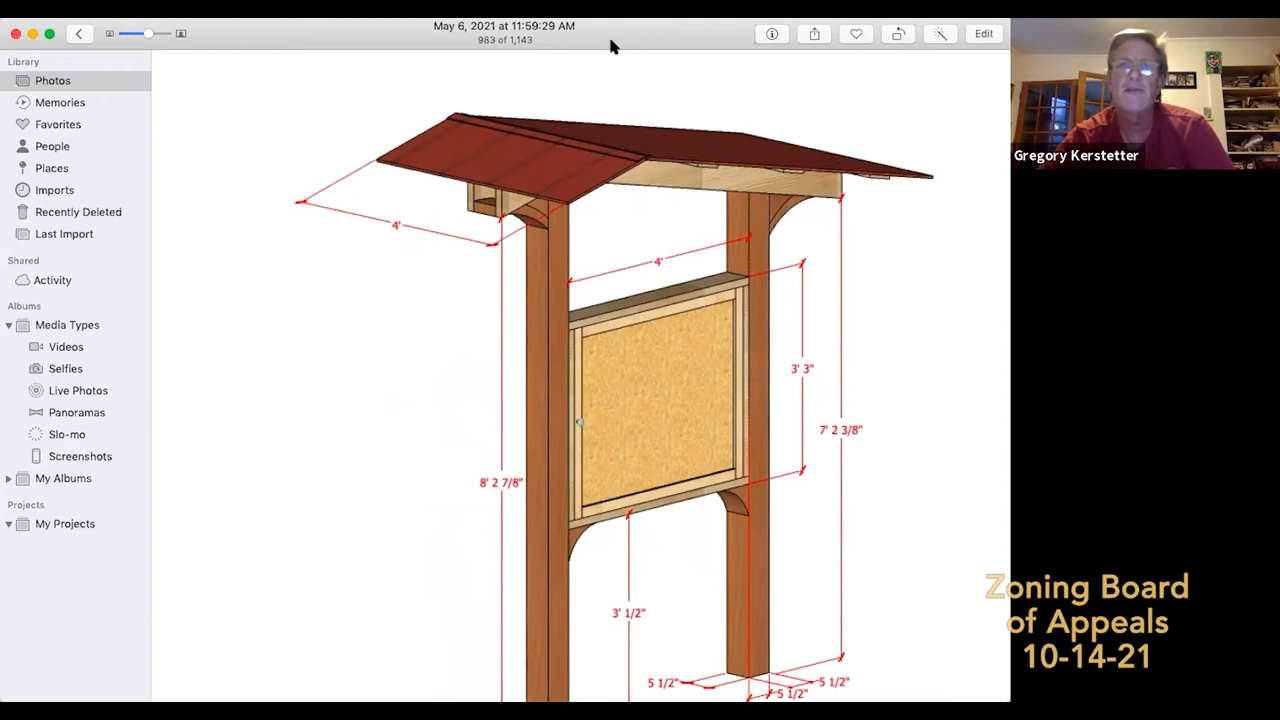 May 6, 2021 at 11:59:29 AM
983 of 1,143
Edit
Library
Photos
Memories
Favorites
People
Places
Imports
Recently Deleted
Last Import
Shared
Activity
Albums
Media Types
Videos
Selfies
Live Photos
Panoramas
Slo-mo
Screenshots
My Albums
Projects
My Projects
4'
4'
3' 3"
7' 2 3/8"
8' 2 7/8"
3' 1/2"
5 1/2"
5 1/2"
5 1/2"
Gregory Kerstetter
Zoning Board
of Appeals
10-14-21